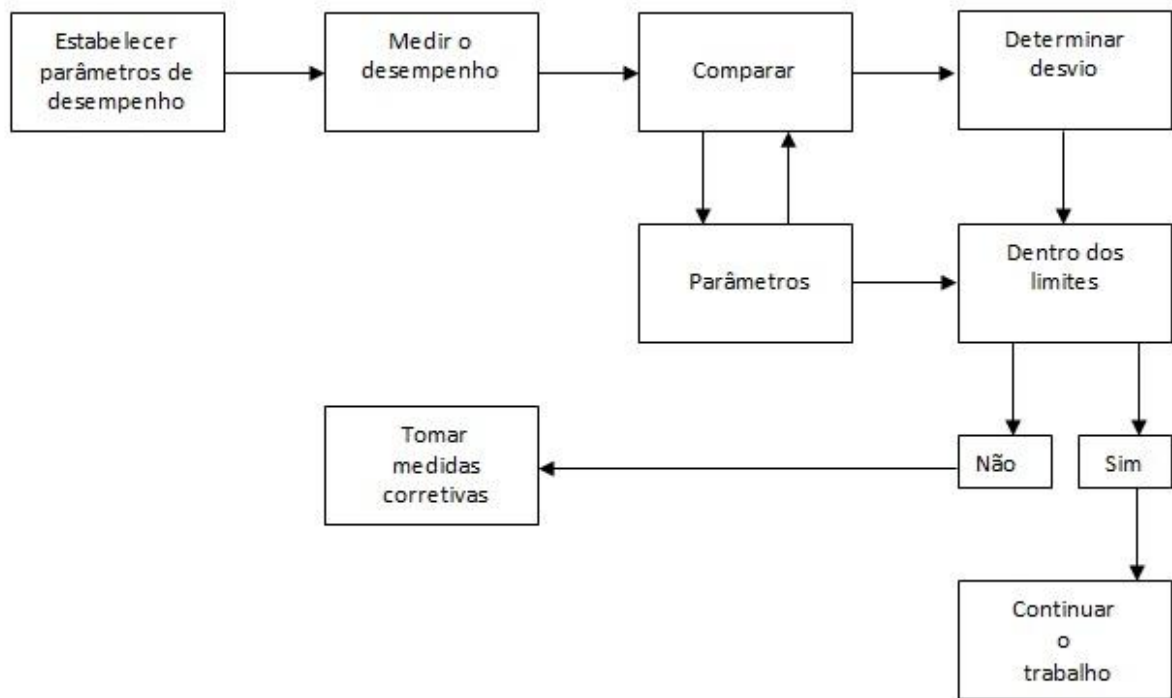 Estabelecer
parâmetros de
desempenho
Medir o
desempenho
Comparar
Determinar
desvio
Parâmetros
Dentro dos
limites
Tomar
medidas
corretivas
Não
Sim
Continuar
o
trabalho